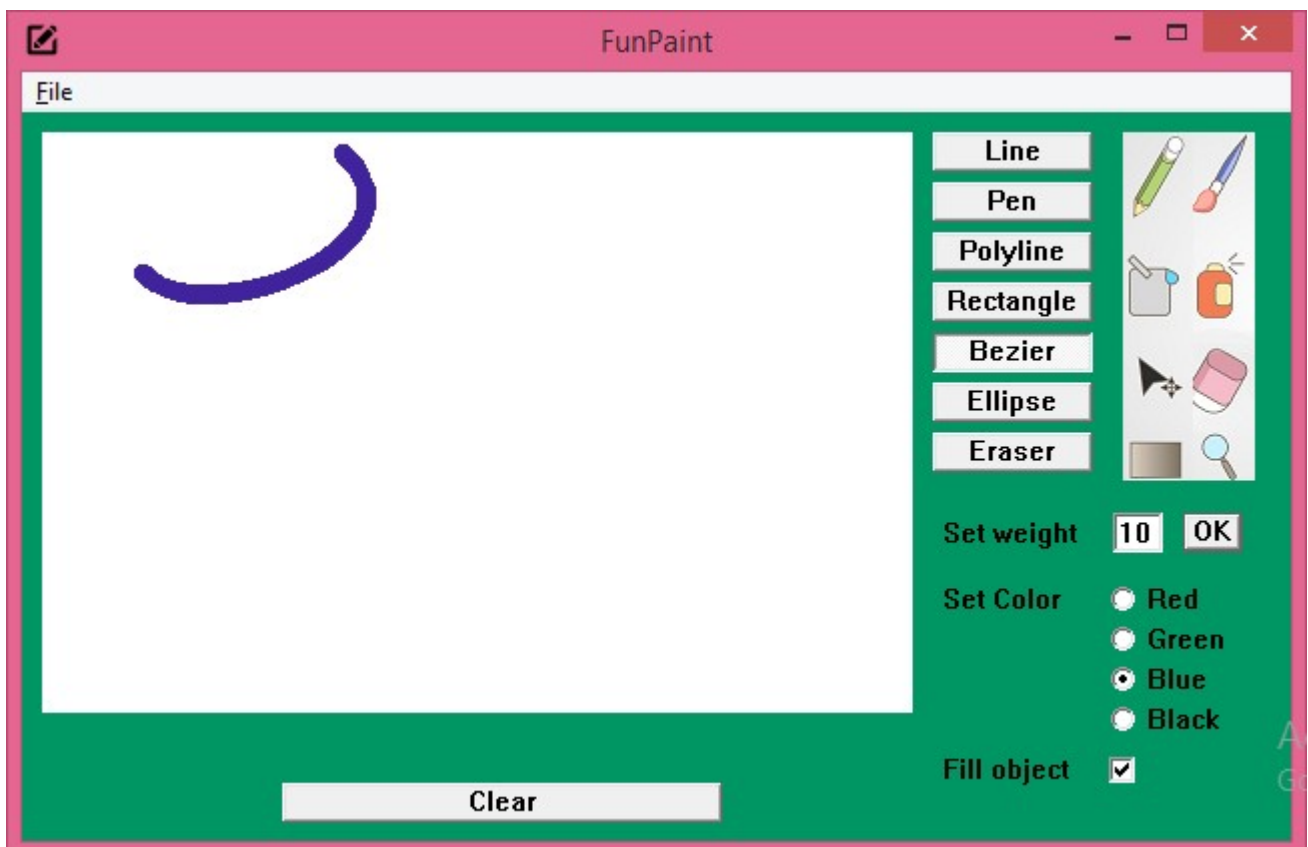 FunPaint
File
Line
Pen
Polyline
Rectangle
Bezier
Ellipse
Eraser
Set weight 10 OK
Set Color Red
Green
Blue
Black
Fill object
Clear